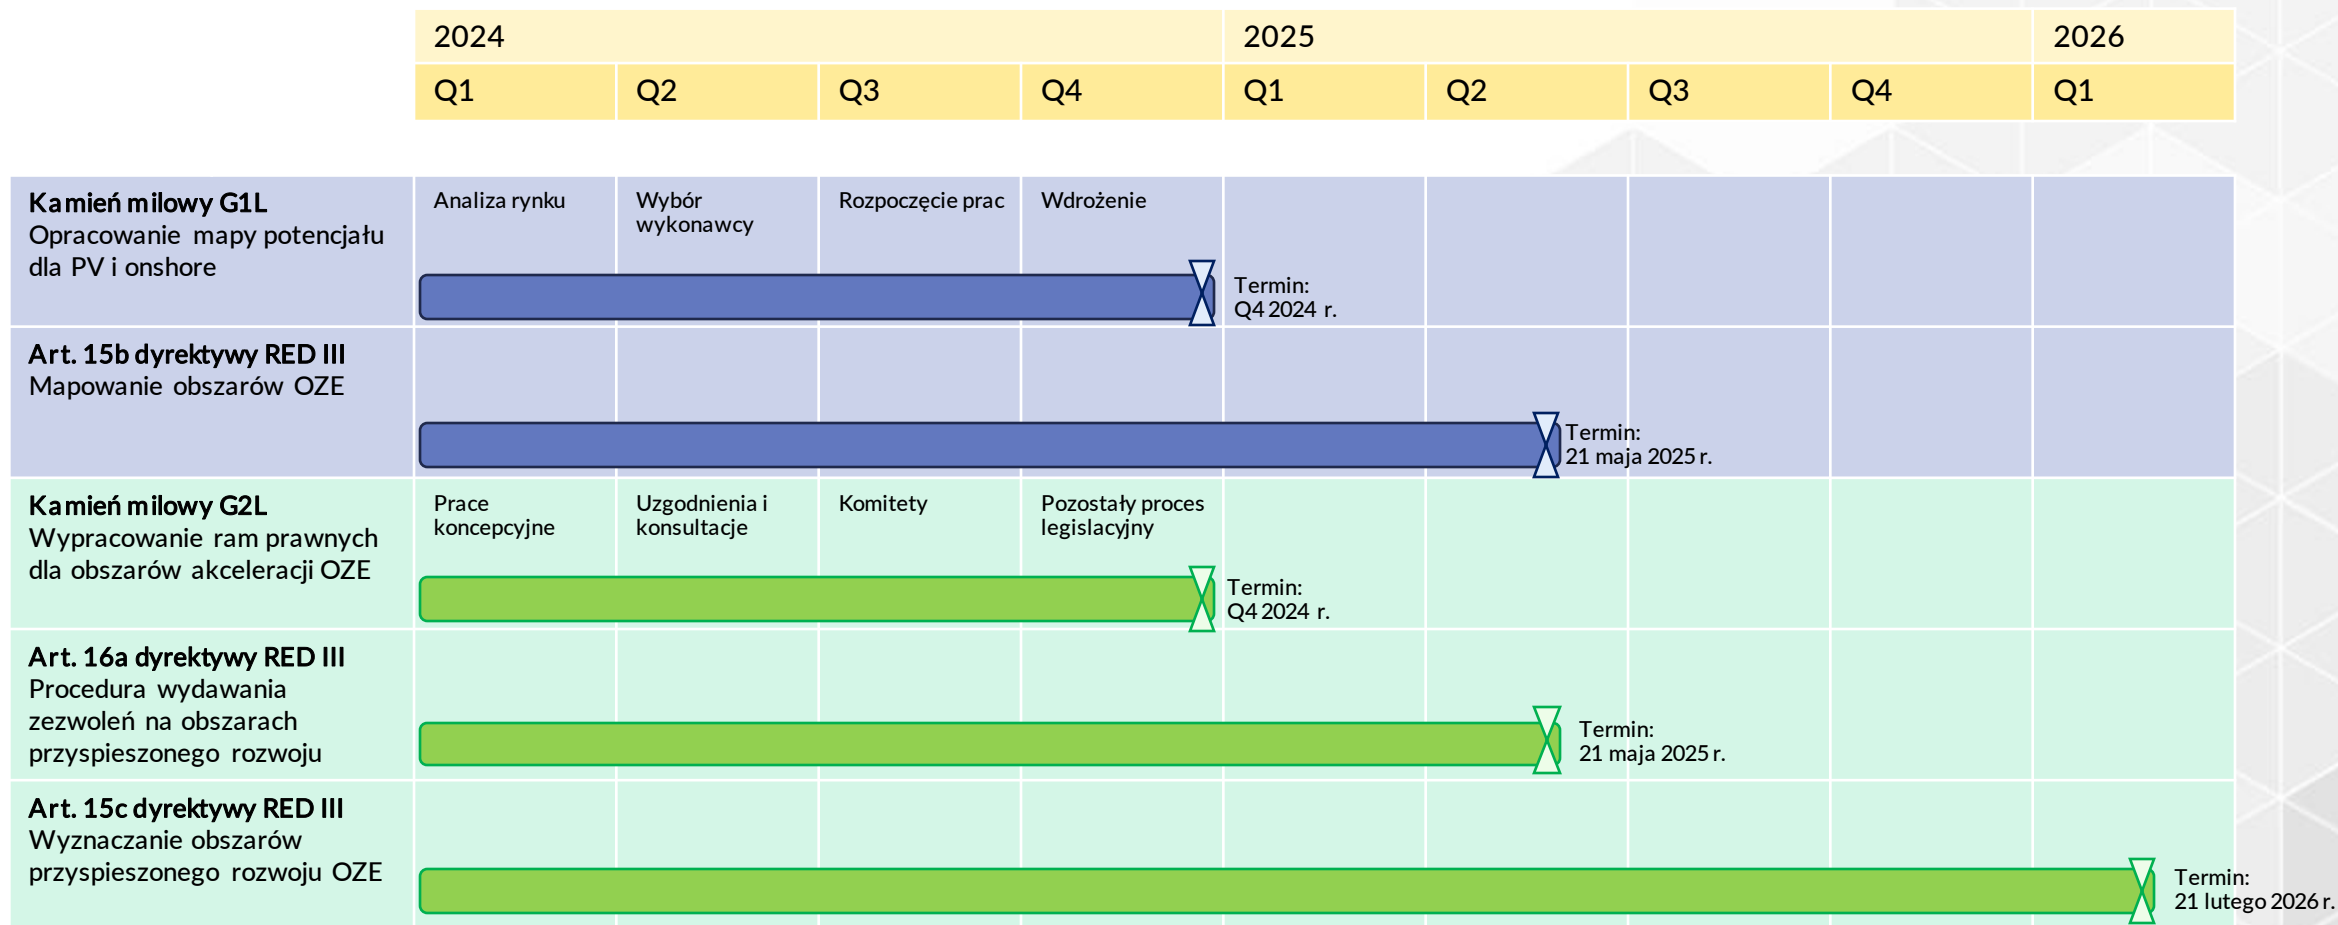 2024 2025 2026
Q1 Q2 Q3 Q4 Q1 Q2 Q3 Q4 Q1
Kamień milowy G1L
Opracowanie mapy potencjału
dla PV i onshore
Analiza rynku
Wybór
wykonawcy
Rozpoczęcie prac
Wdrożenie
Termin:
Q4 2024 r.
Art. 15b dyrektywy RED III
Mapowanie obszarów OZE
Termin:
21 maja 2025 r.
Kamień milowy G2L
Wypracowanie ram prawnych
dla obszarów akceleracji OZE
Prace
koncepcyjne
Uzgodnienia i
konsultacje
Komitety
Pozostały proces
legislacyjny
Termin:
Q4 2024 r.
Art. 16a dyrektywy RED III
Procedura wydawania
zezwoleń na obszarach
przyspieszonego rozwoju
Termin:
21 maja 2025 r.
Art. 15c dyrektywy RED III
Wyznaczanie obszarów
przyspieszonego rozwoju OZE
Termin:
21 lutego 2026 r.